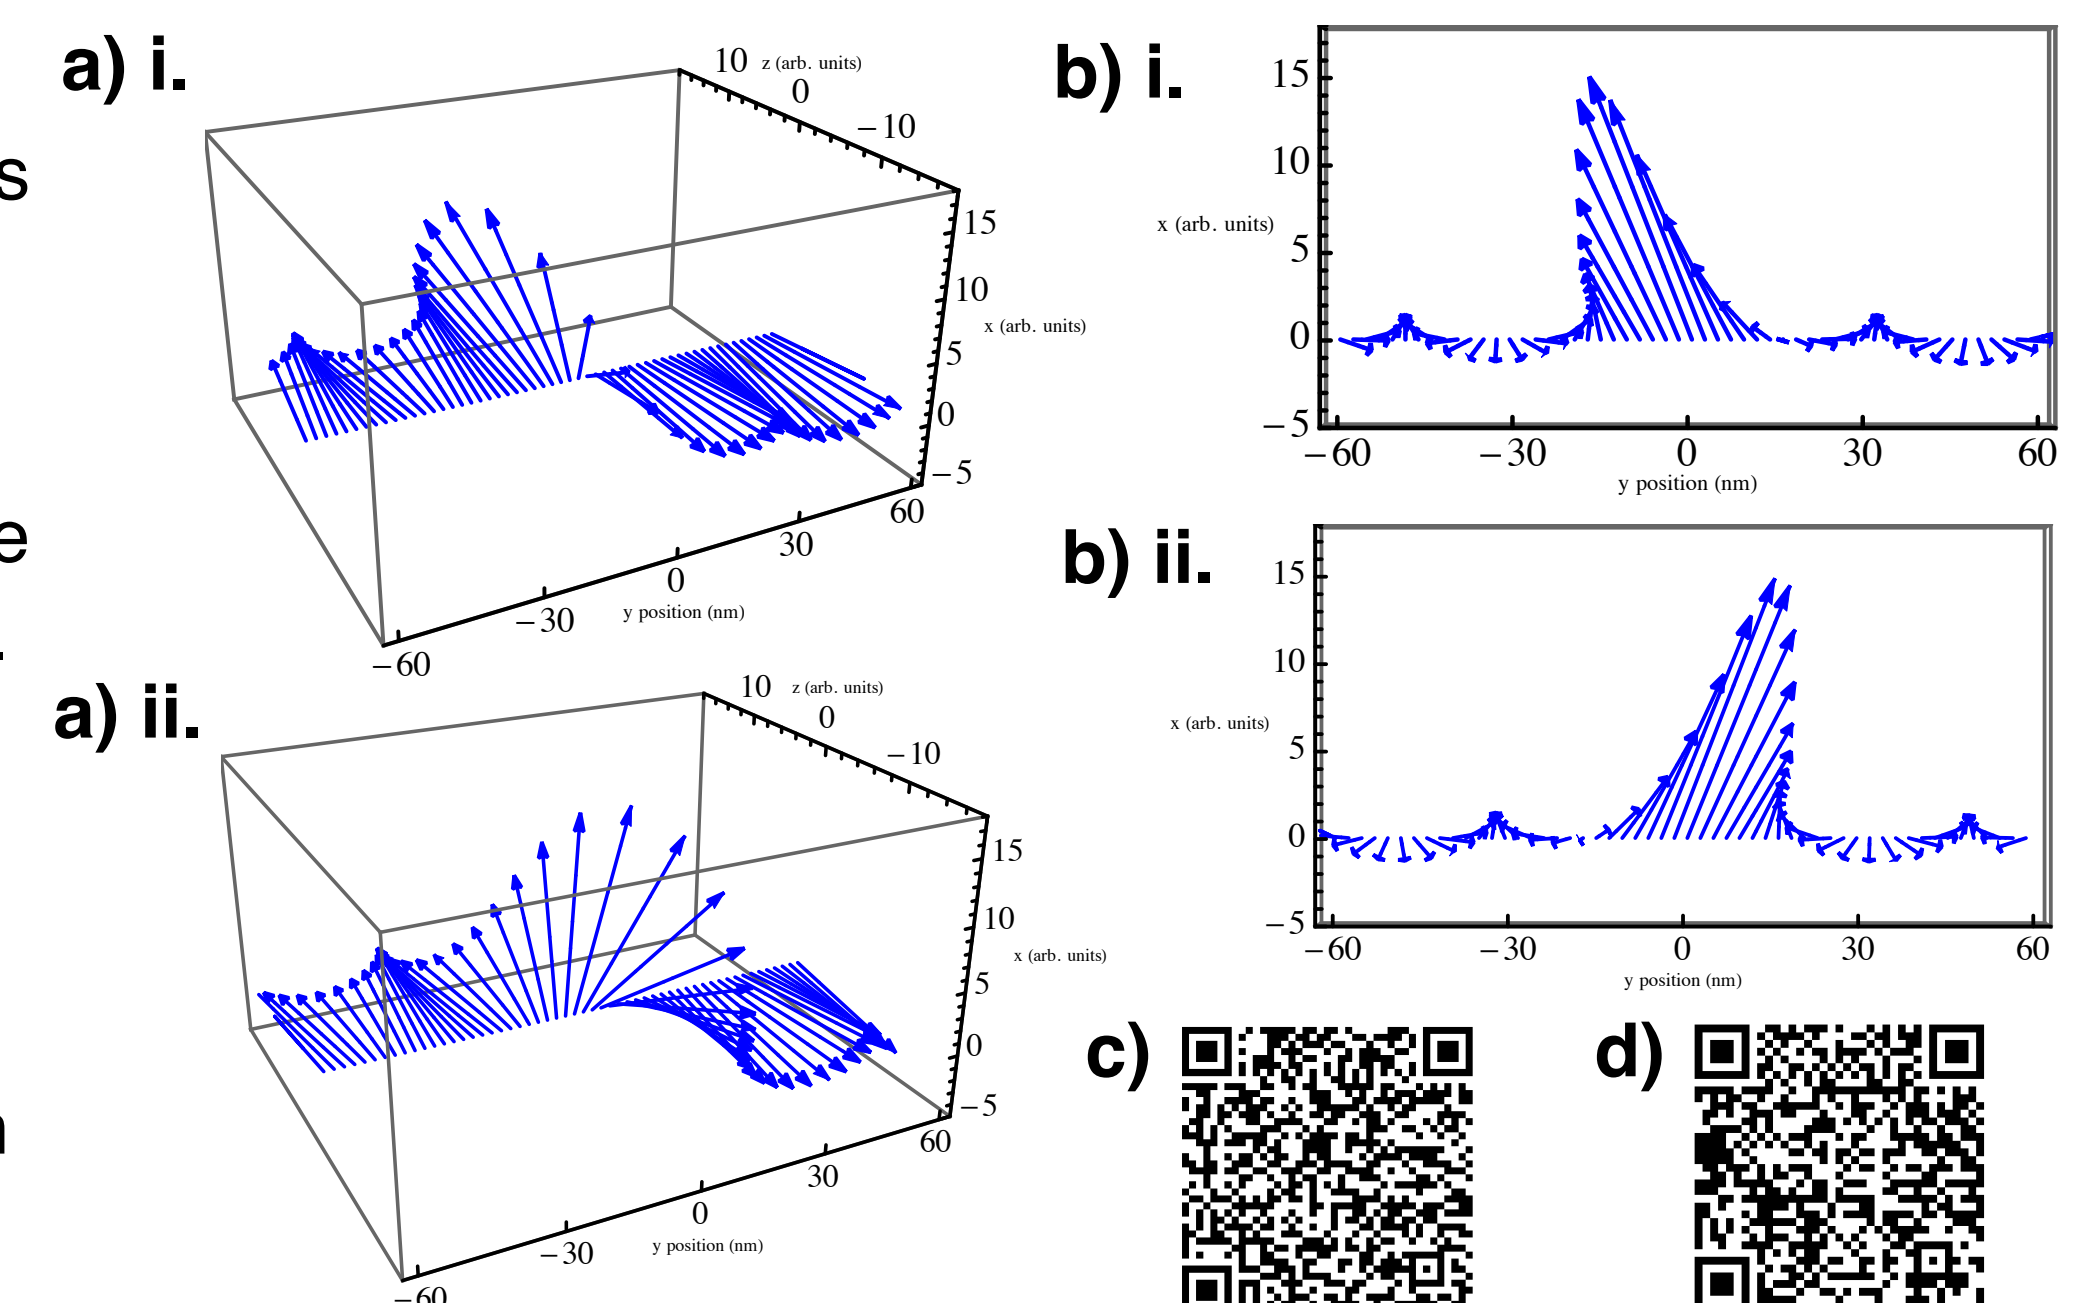 s
e
.
a) i.
10 z (arb. units)
0
−10
15
10
x (arb. units)
5
0
−5
60
30
0
y position (nm)
−30
−60
a) ii.
10 z (arb. units)
0
−10
15
10
x (arb. units)
5
0
−5
60
30
0
y position (nm)
−30
−60
b) i.
15
10
x (arb. units)
5
0
−5
−60 −30 0 30 60
y position (nm)
b) ii.
15
10
x (arb. units)
5
0
−5
−60 −30 0 30 60
y position (nm)
c)
d)